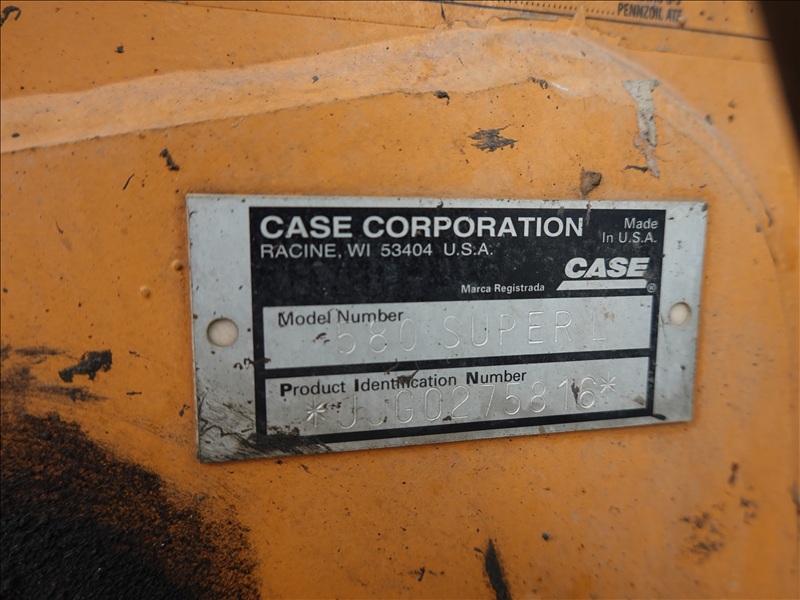 PENNZOIL ATF
CASE CORPORATION
RACINE, WI 53404 U.S.A.
Made
In U.S.A.
CASE
®
Marca Registrada
Model Number
580 SUPER L
Product Identification Number
*JJG0275816*